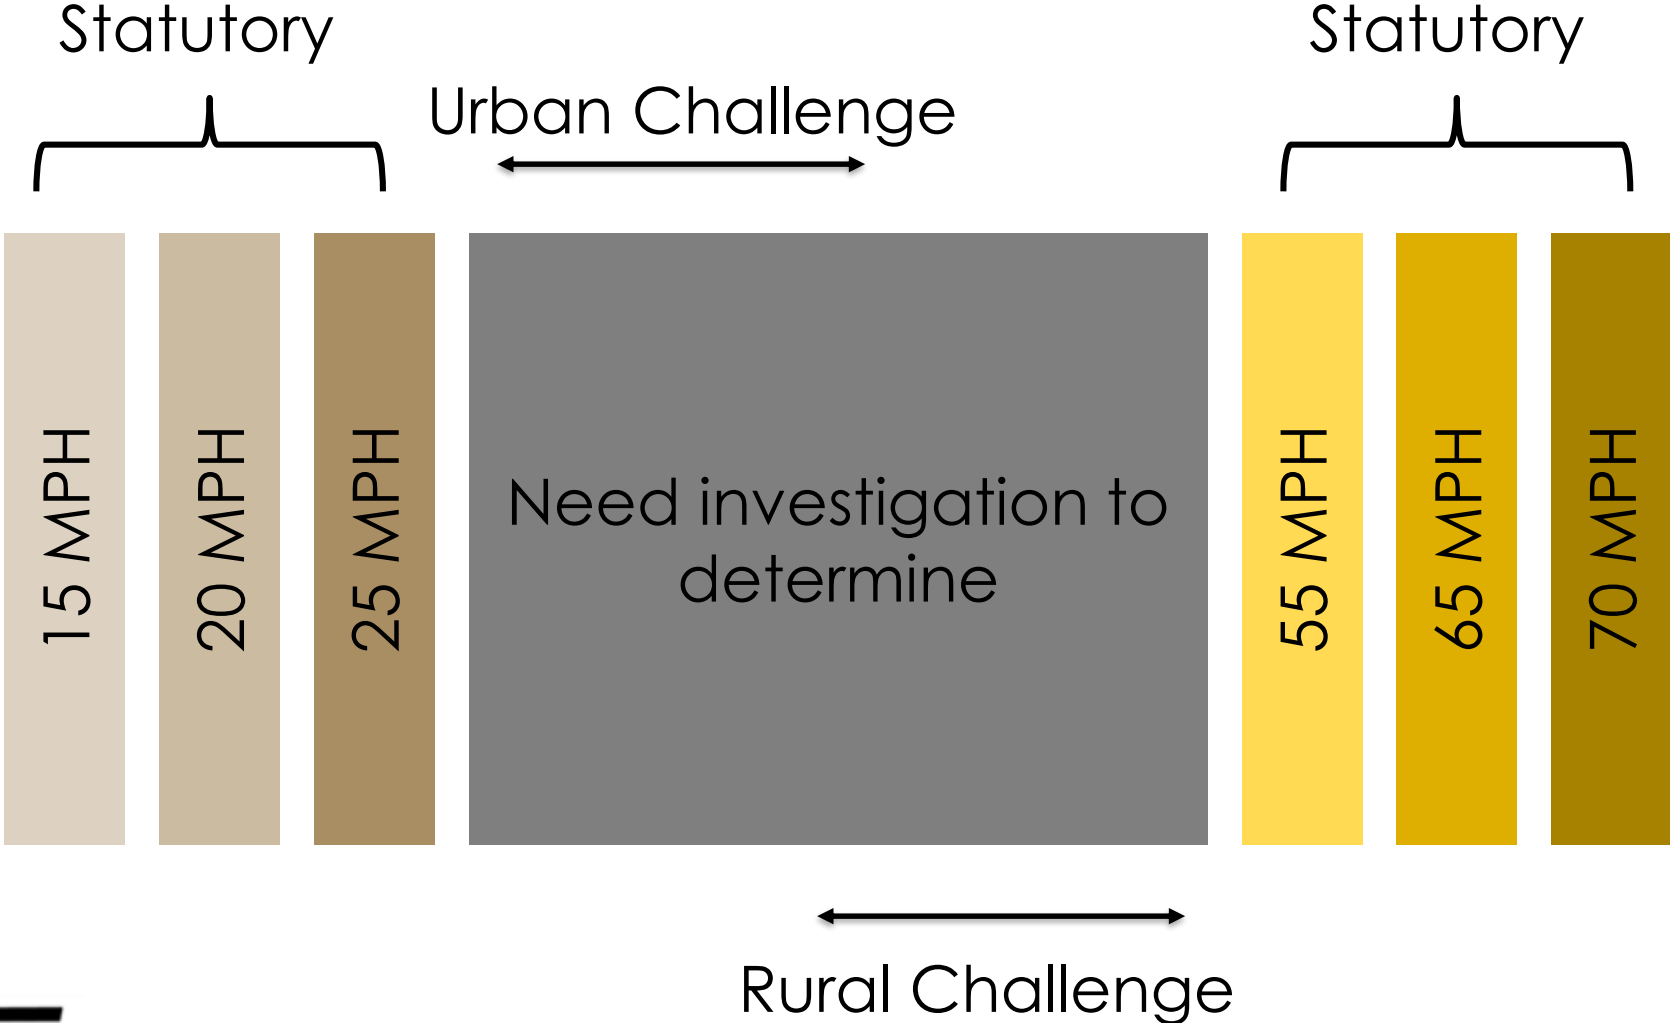 Statutory
Statutory
Urban Challenge
15 MPH
20 MPH
25 MPH
Need investigation to
determine
55 MPH
65 MPH
70 MPH
Rural Challenge